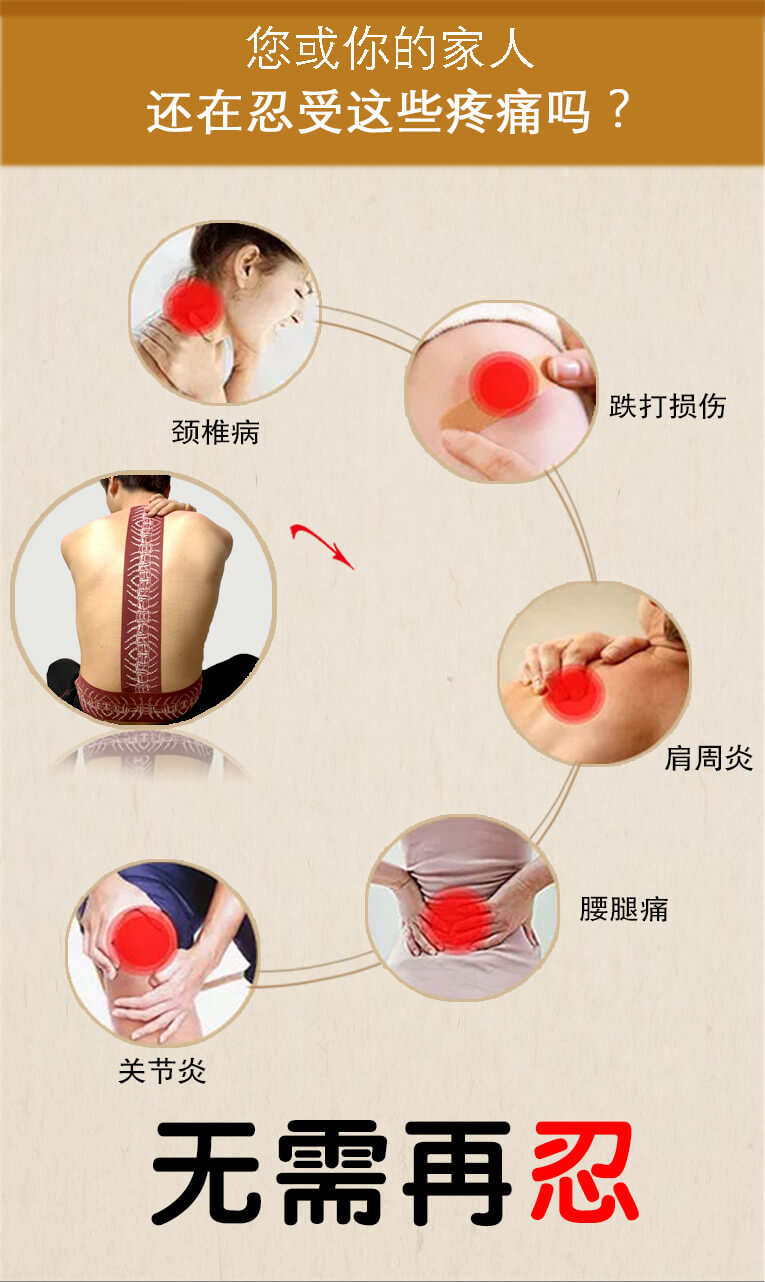 您或你的家人
还在忍受这些疼痛吗？
颈椎病
跌打损伤
肩周炎
腰腿痛
关节炎
无需再忍